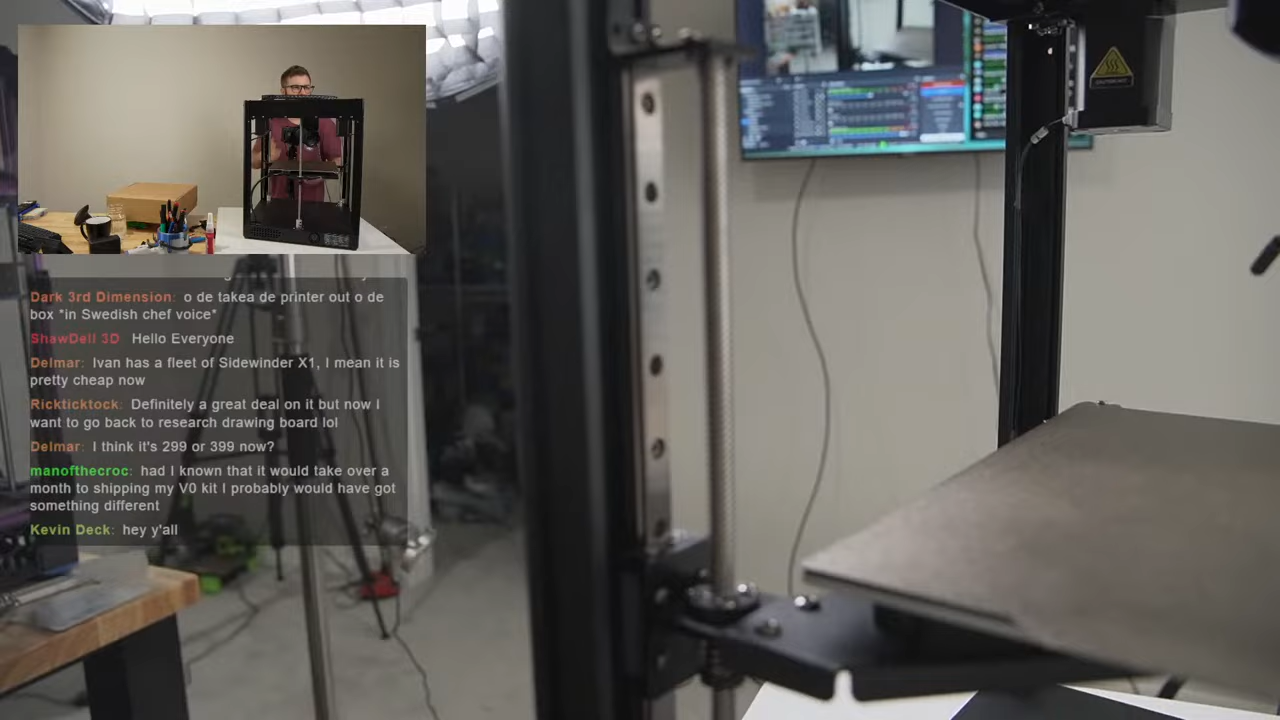 Dark 3rd Dimension: o de takea de printer out o de
box *in Swedish chef voice*
ShawDell 3D: Hello Everyone
Delmar: Ivan has a fleet of Sidewinder X1, I mean it is
pretty cheap now
Rickticktock: Definitely a great deal on it but now I
want to go back to research drawing board lol
Delmar: I think it's 299 or 399 now?
manofthecroc: had I known that it would take over a
month to shipping my V0 kit I probably would have got
something different
Kevin Deck: hey y'all